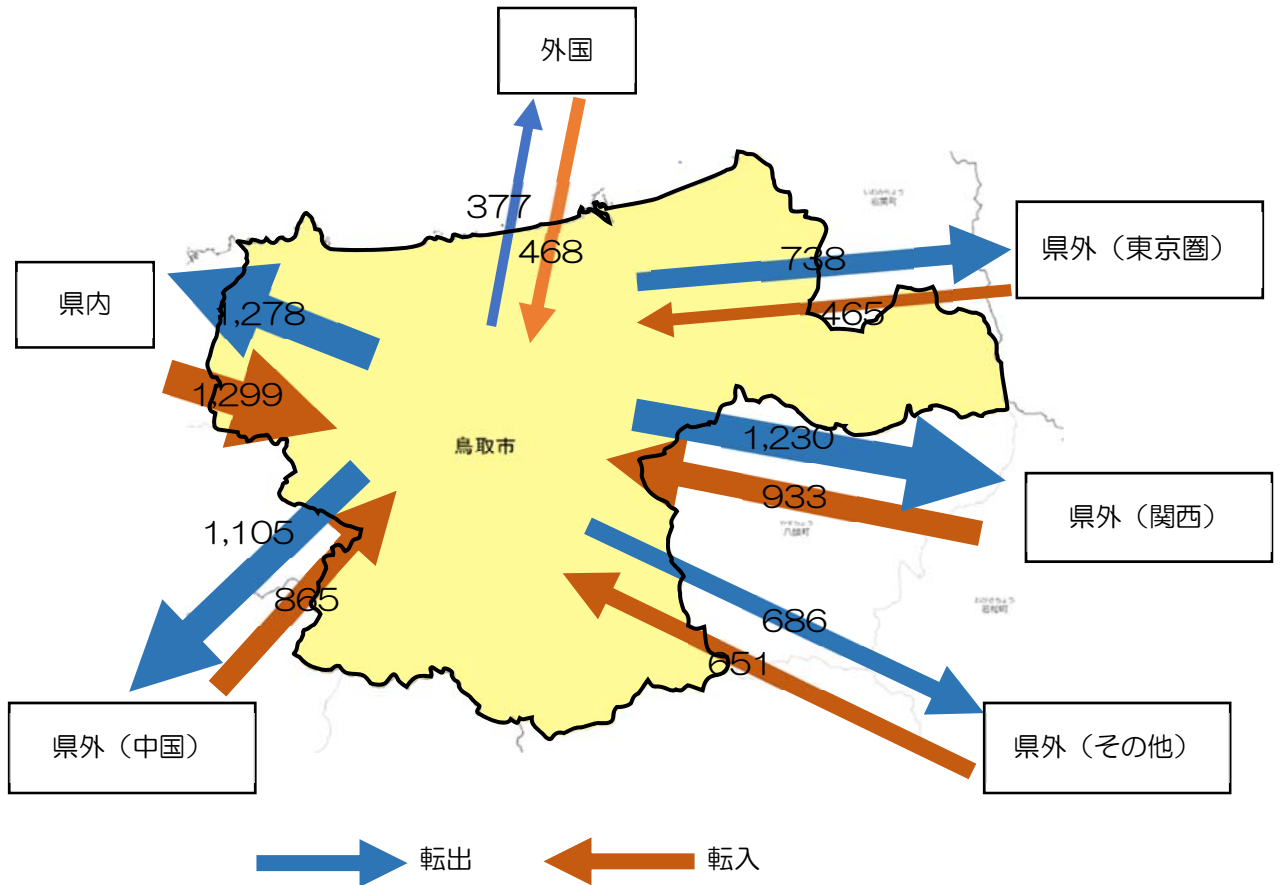 外国
377
468
県外（東京圏）
738
465
県内
1,278
1,299
鳥取市
1,230
933
県外（関西）
1,105
865
686
651
県外（中国）
県外（その他）
転出
転入